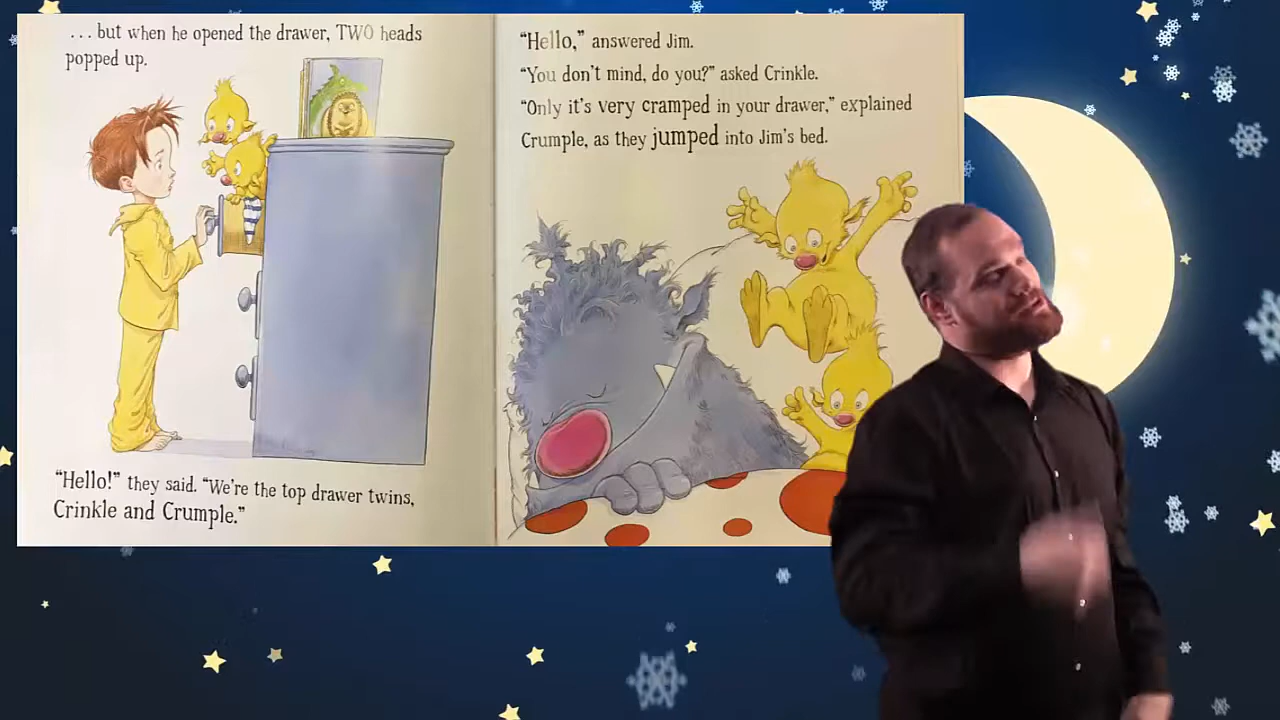 ... but when he opened the drawer, TWO heads
popped up.
"Hello!" they said. "We're the top drawer twins,
Crinkle and Crumple."
"Hello," answered Jim.
"You don't mind, do you?" asked Crinkle.
"Only it's very cramped in your drawer," explained
Crumple, as they jumped into Jim's bed.